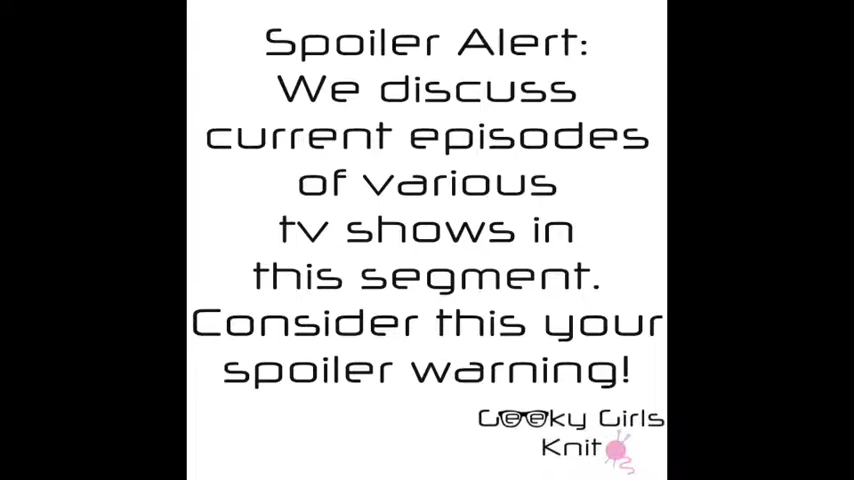 Spoiler Alert:
We discuss
current episodes
of various
tv shows in
this segment.
Consider this your
spoiler warning!
Geeky Girls
Knit